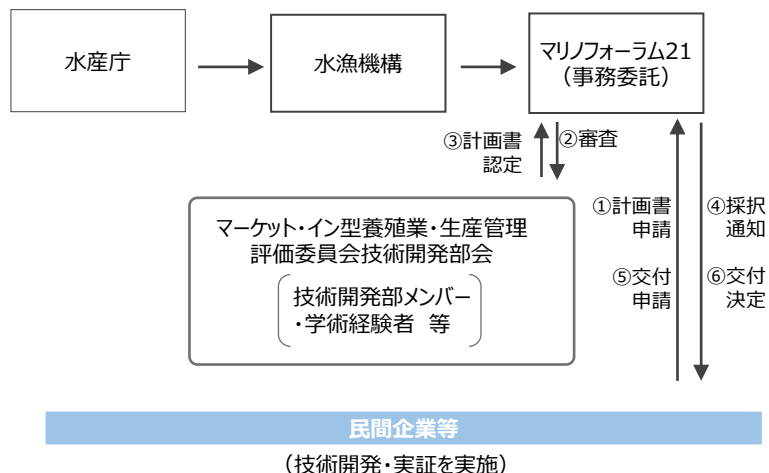 水産庁
水漁機構
マリノフォーラム21
（事務委託）
③計画書
認定
②審査
マーケット・イン型養殖業・生産管理
評価委員会技術開発部会
技術開発部メンバー
・学術経験者 等
①計画書
申請
④採択
通知
⑤交付
申請
⑥交付
決定
民間企業等
（技術開発・実証を実施）